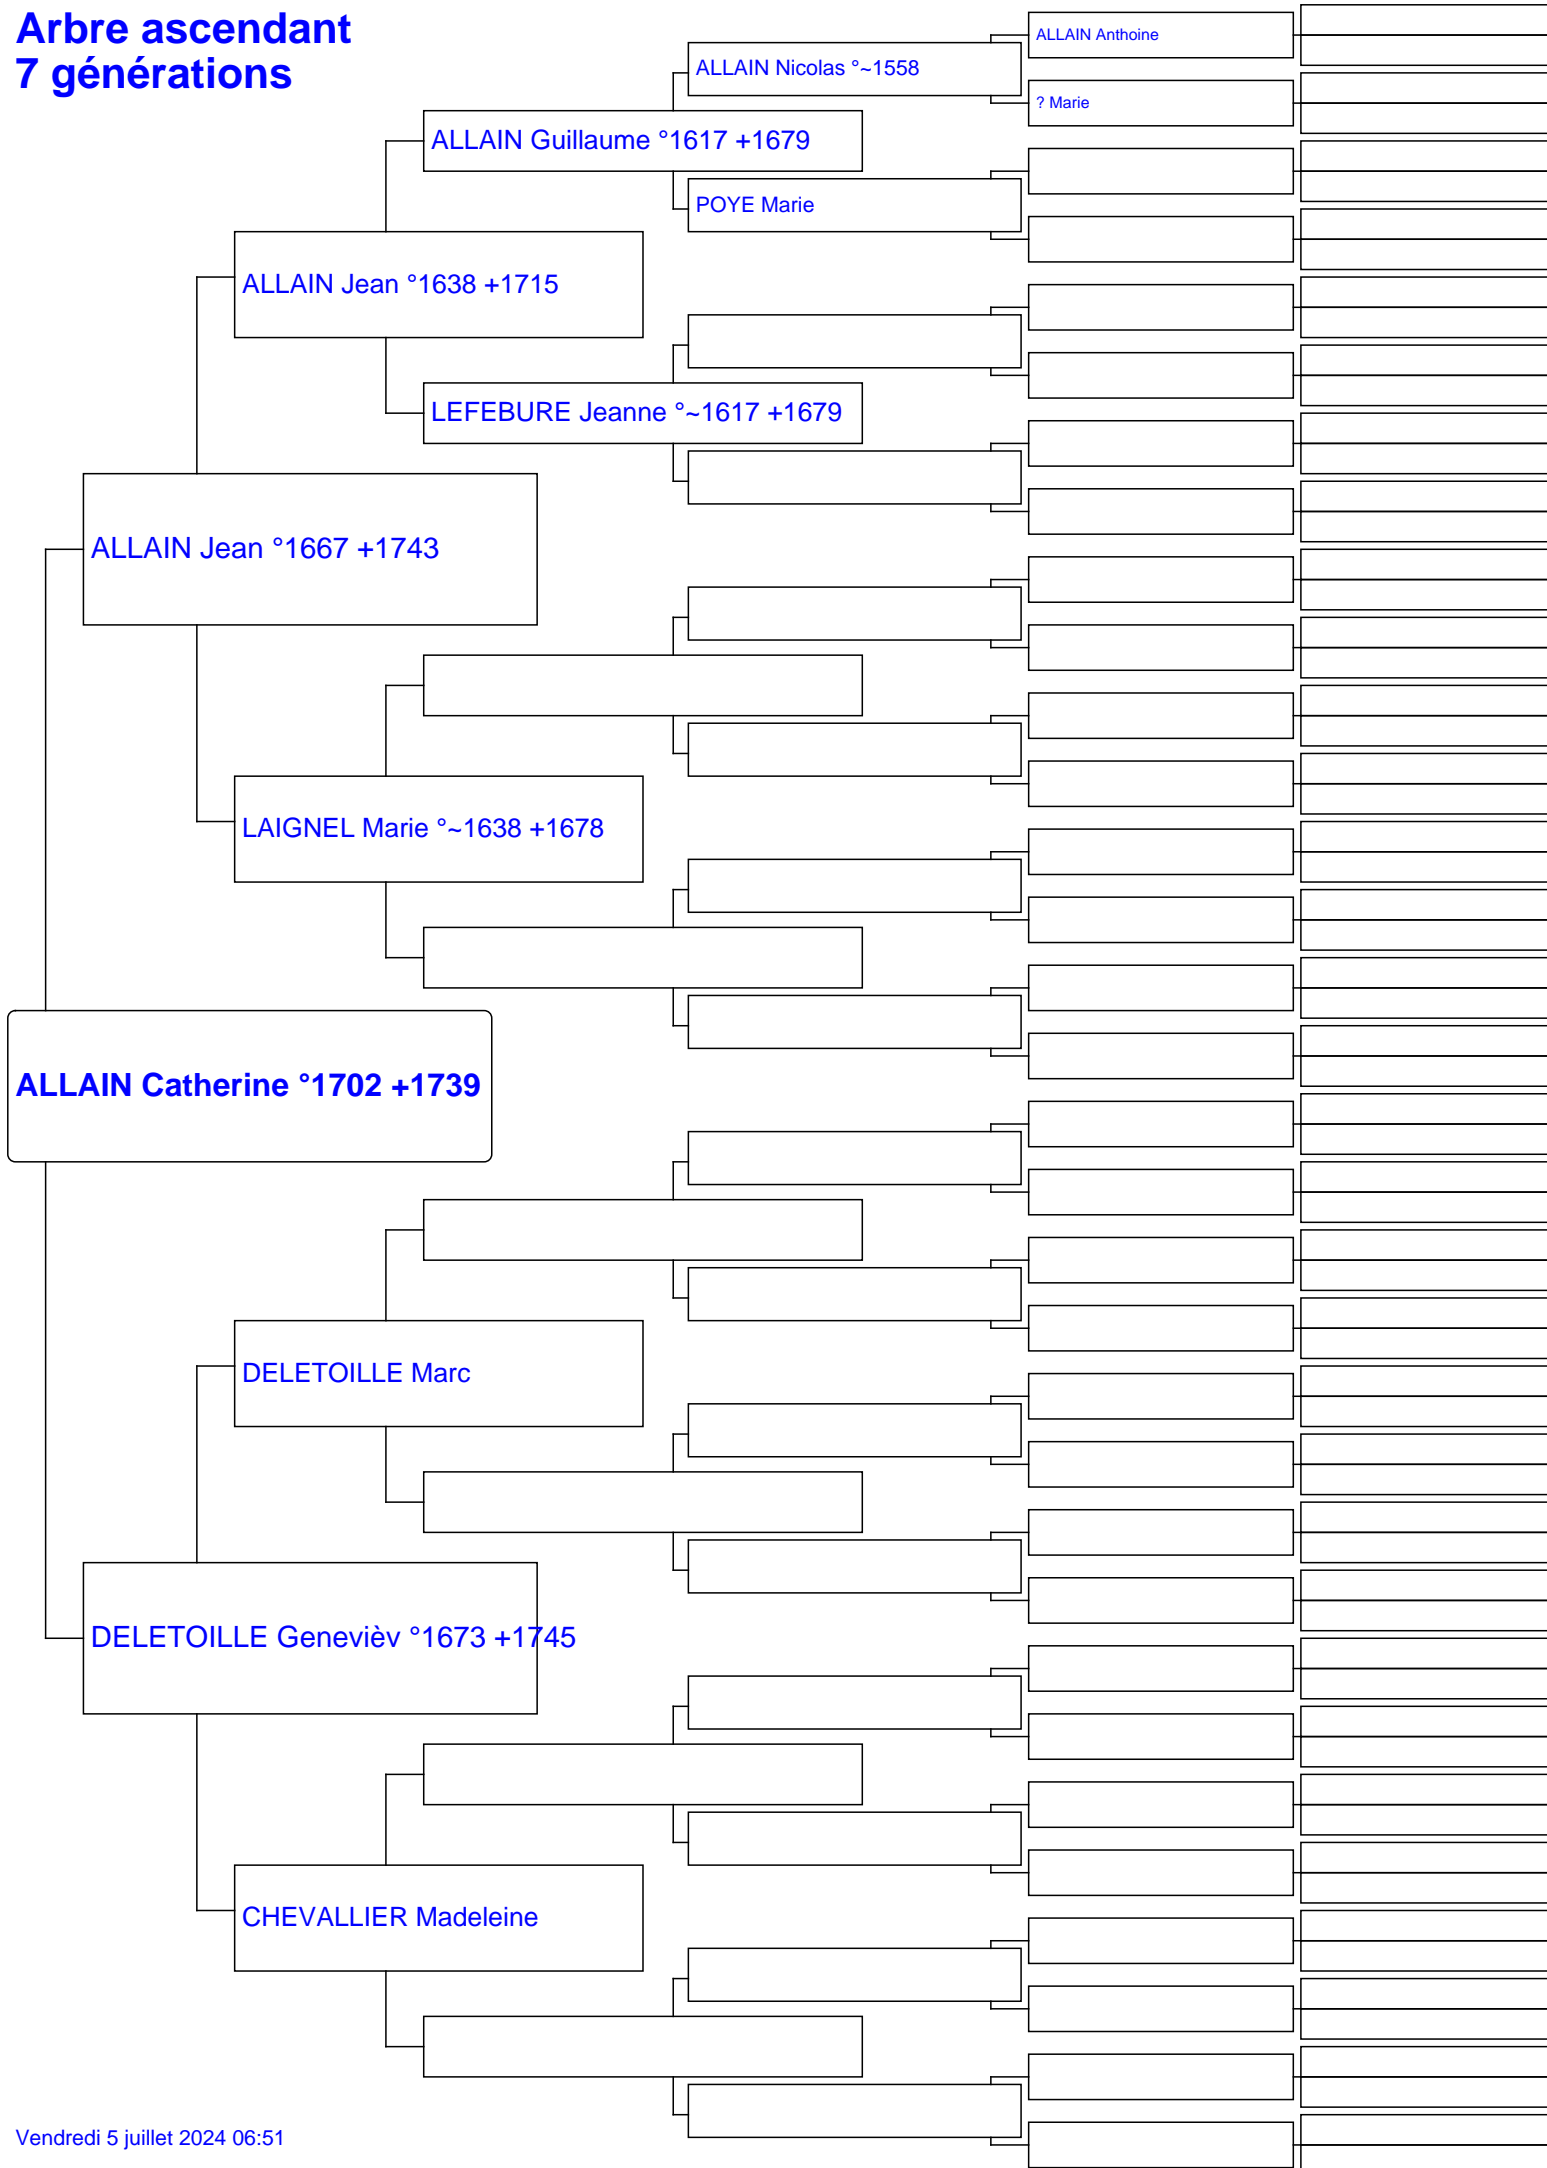 Arbre ascendant
7 générations
ALLAIN Anthoine
ALLAIN Nicolas °~1558
? Marie
ALLAIN Guillaume °1617 +1679
POYE Marie
ALLAIN Jean °1638 +1715
LEFEBURE Jeanne °~1617 +1679
ALLAIN Jean °1667 +1743
LAIGNEL Marie °~1638 +1678
ALLAIN Catherine °1702 +1739
DELETOILLE Marc
DELETOILLE Genevièv °1673 +1745
CHEVALLIER Madeleine
Vendredi 5 juillet 2024 06:51